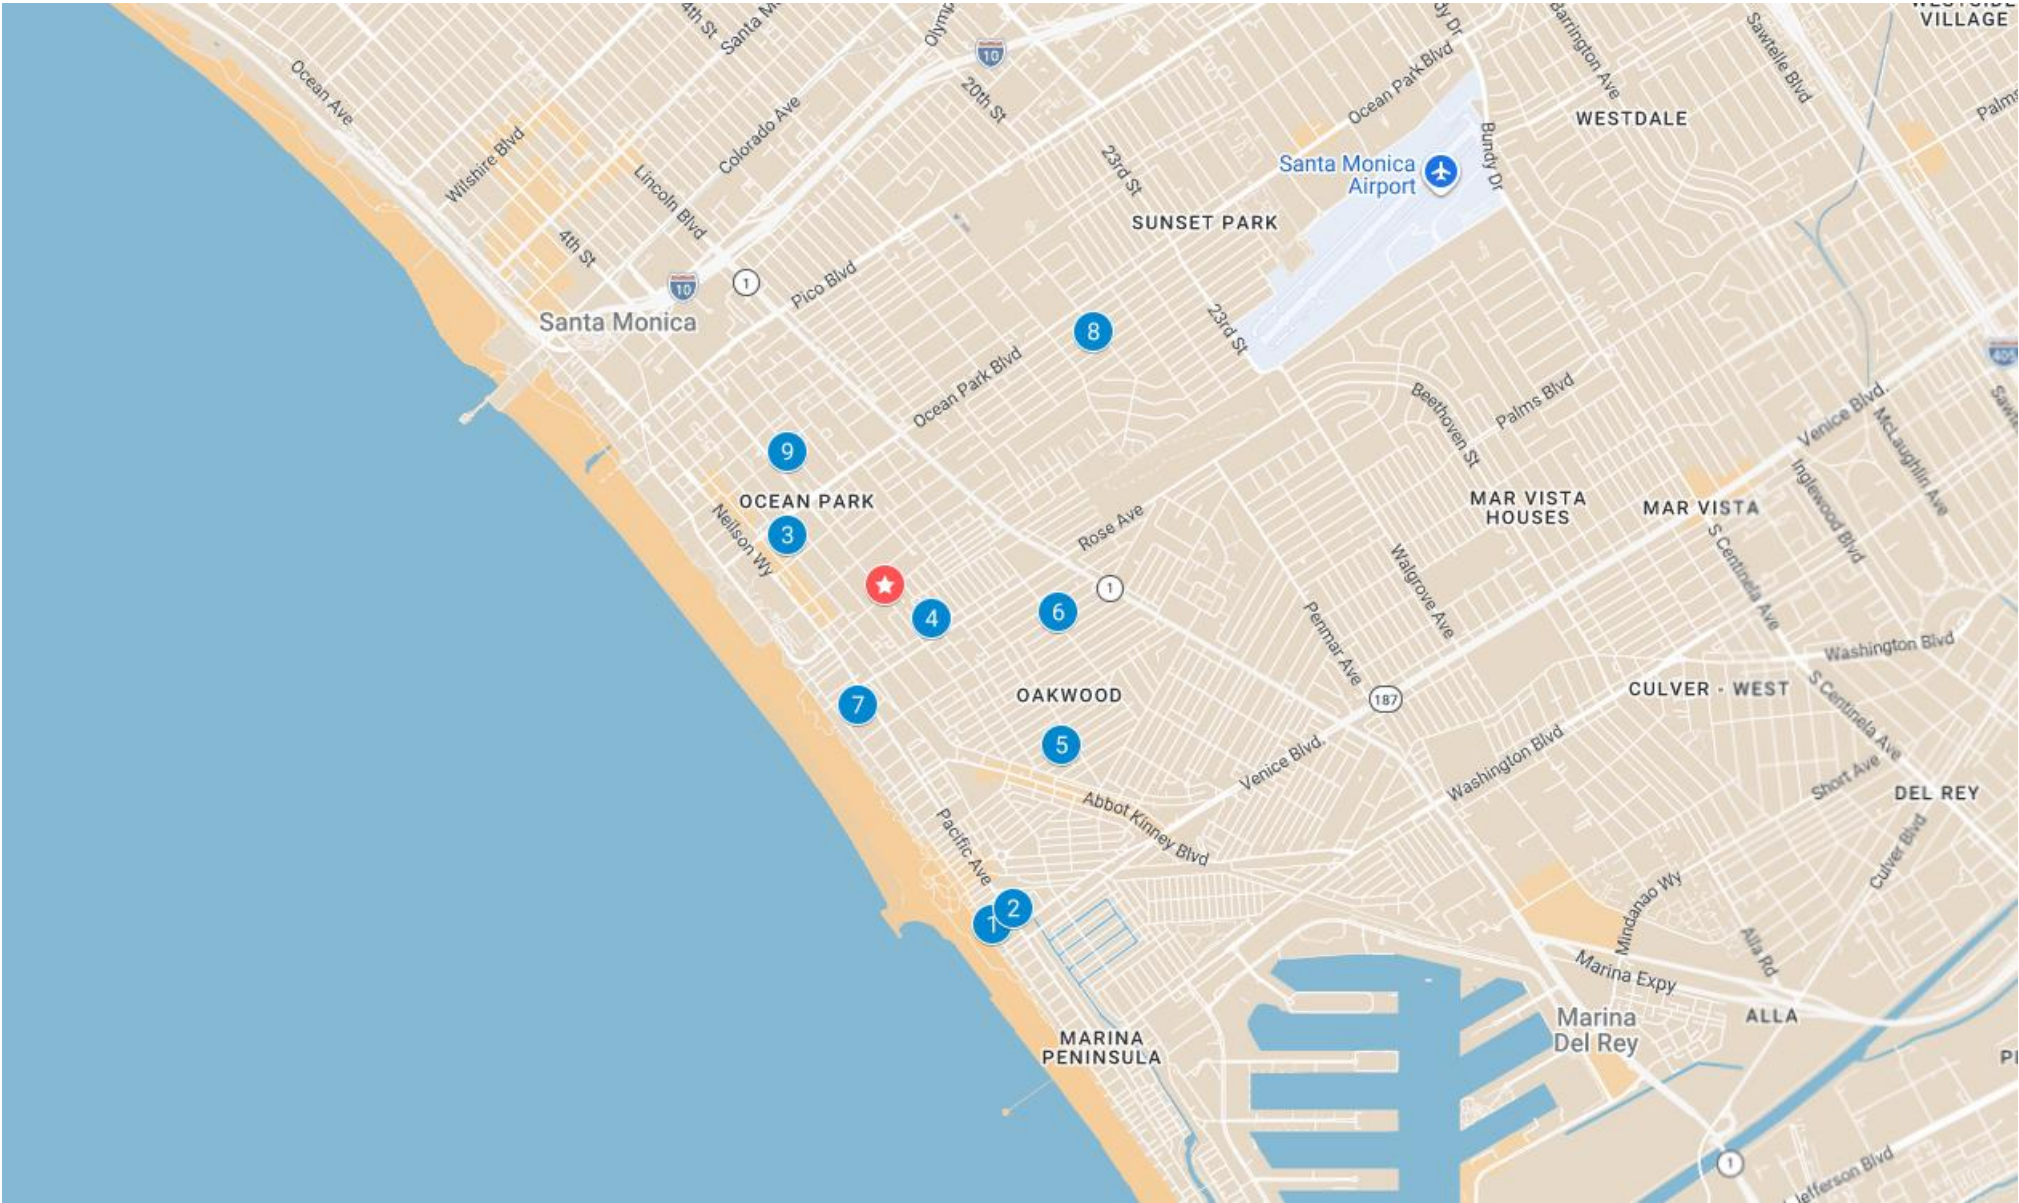 VILLAGE
4th St
20th St
10
Ocean Park Blvd
Barrington Ave
Sawtelle Blvd
Ocean Ave
Wilshire Blvd
Colorado Ave
Lincoln Blvd
23rd St
WESTDALE
Santa Monica
Airport
Bundy Dr
SUNSET PARK
4th St
10
1
Pico Blvd
Santa Monica
8
23rd St
405
Ocean Park Blvd
Beethoven St
Palms Blvd
Venice Blvd.
McLaughlin Ave
9
OCEAN PARK
3
Neilson Wy
Rose Ave
MAR VISTA
HOUSES
MAR VISTA
Inglewood Blvd
S Centinela Ave
Walgrove Ave
1
4
6
Penmar Ave
Washington Blvd
7
OAKWOOD
187
CULVER - WEST
S Centinela Ave
5
Venice Blvd.
Washington Blvd
Short Ave
DEL REY
Abbot Kinney Blvd
Pacific Ave
Culver Blvd
Mindanao Wy
1
2
Alla Rd
Marina Expy
Marina
Del Rey
ALLA
MARINA
PENINSULA
1
Jefferson Blvd